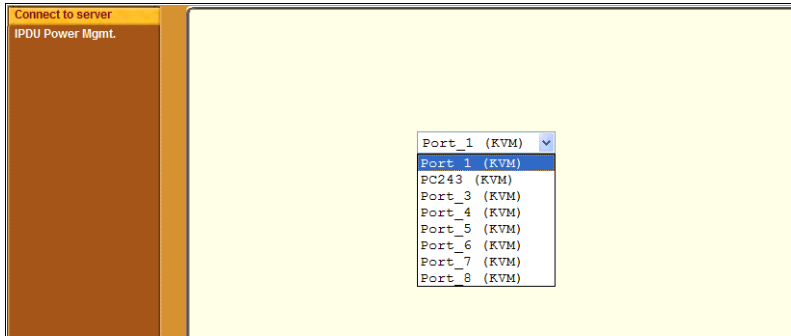 Connect to server
IPDU Power Mgmt.
Port_1 (KVM)
Port_1 (KVM)
PC243 (KVM)
Port_3 (KVM)
Port_4 (KVM)
Port_5 (KVM)
Port_6 (KVM)
Port_7 (KVM)
Port_8 (KVM)